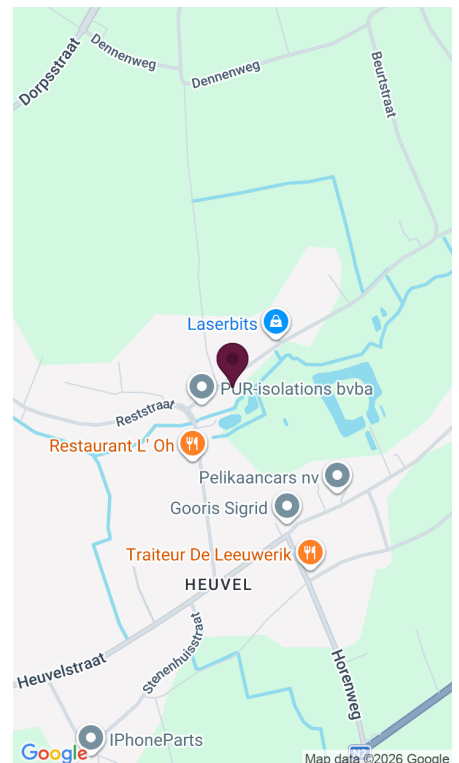 Dorpsstraat
Dennenweg
Dennenweg
Beurtstraat
Laserbits
PUR-isolations bvba
Reststraat
Restaurant L' Oh
Pelikaancars nv
Gooris Sigrid
Traiteur De Leeuwerik
HEUVEL
Stenenhuisstraat
Heuvelstraat
Horenweg
IPhoneParts
Google
Map data ©2026 Google